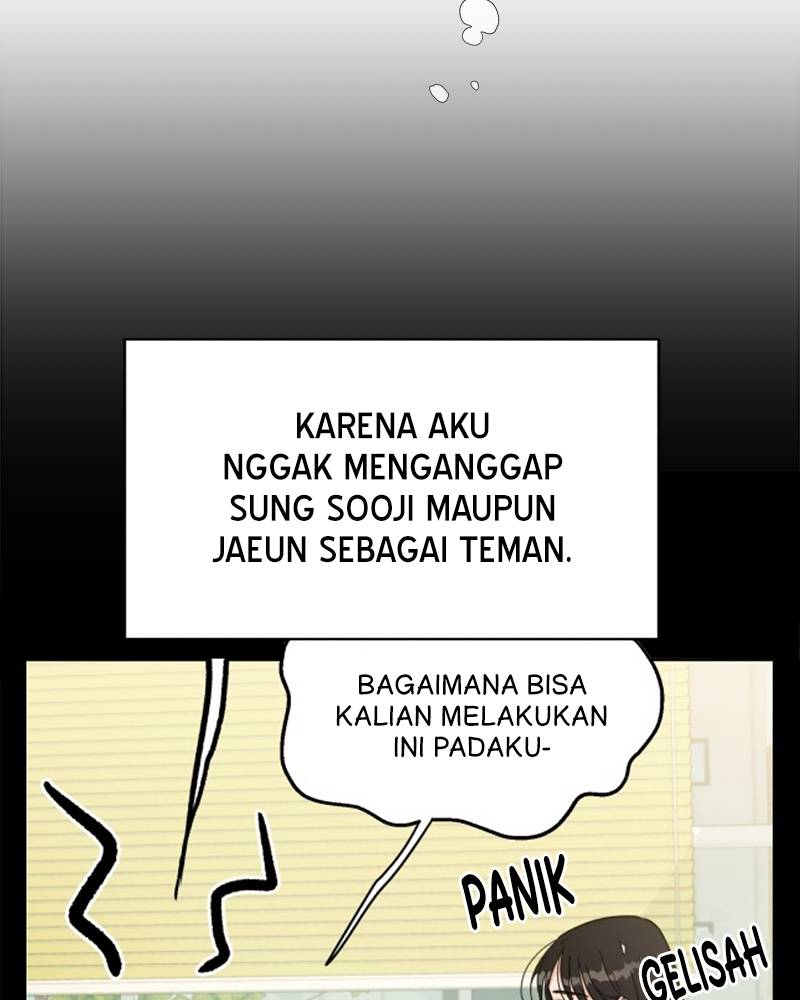 KARENA AKU
NGGAK MENGANGGAP
SUNG SOOJI MAUPUN
JAEUN SEBAGAI TEMAN.
BAGAIMANA BISA
KALIAN MELAKUKAN
INI PADAKU-
PANIK
GELISAH